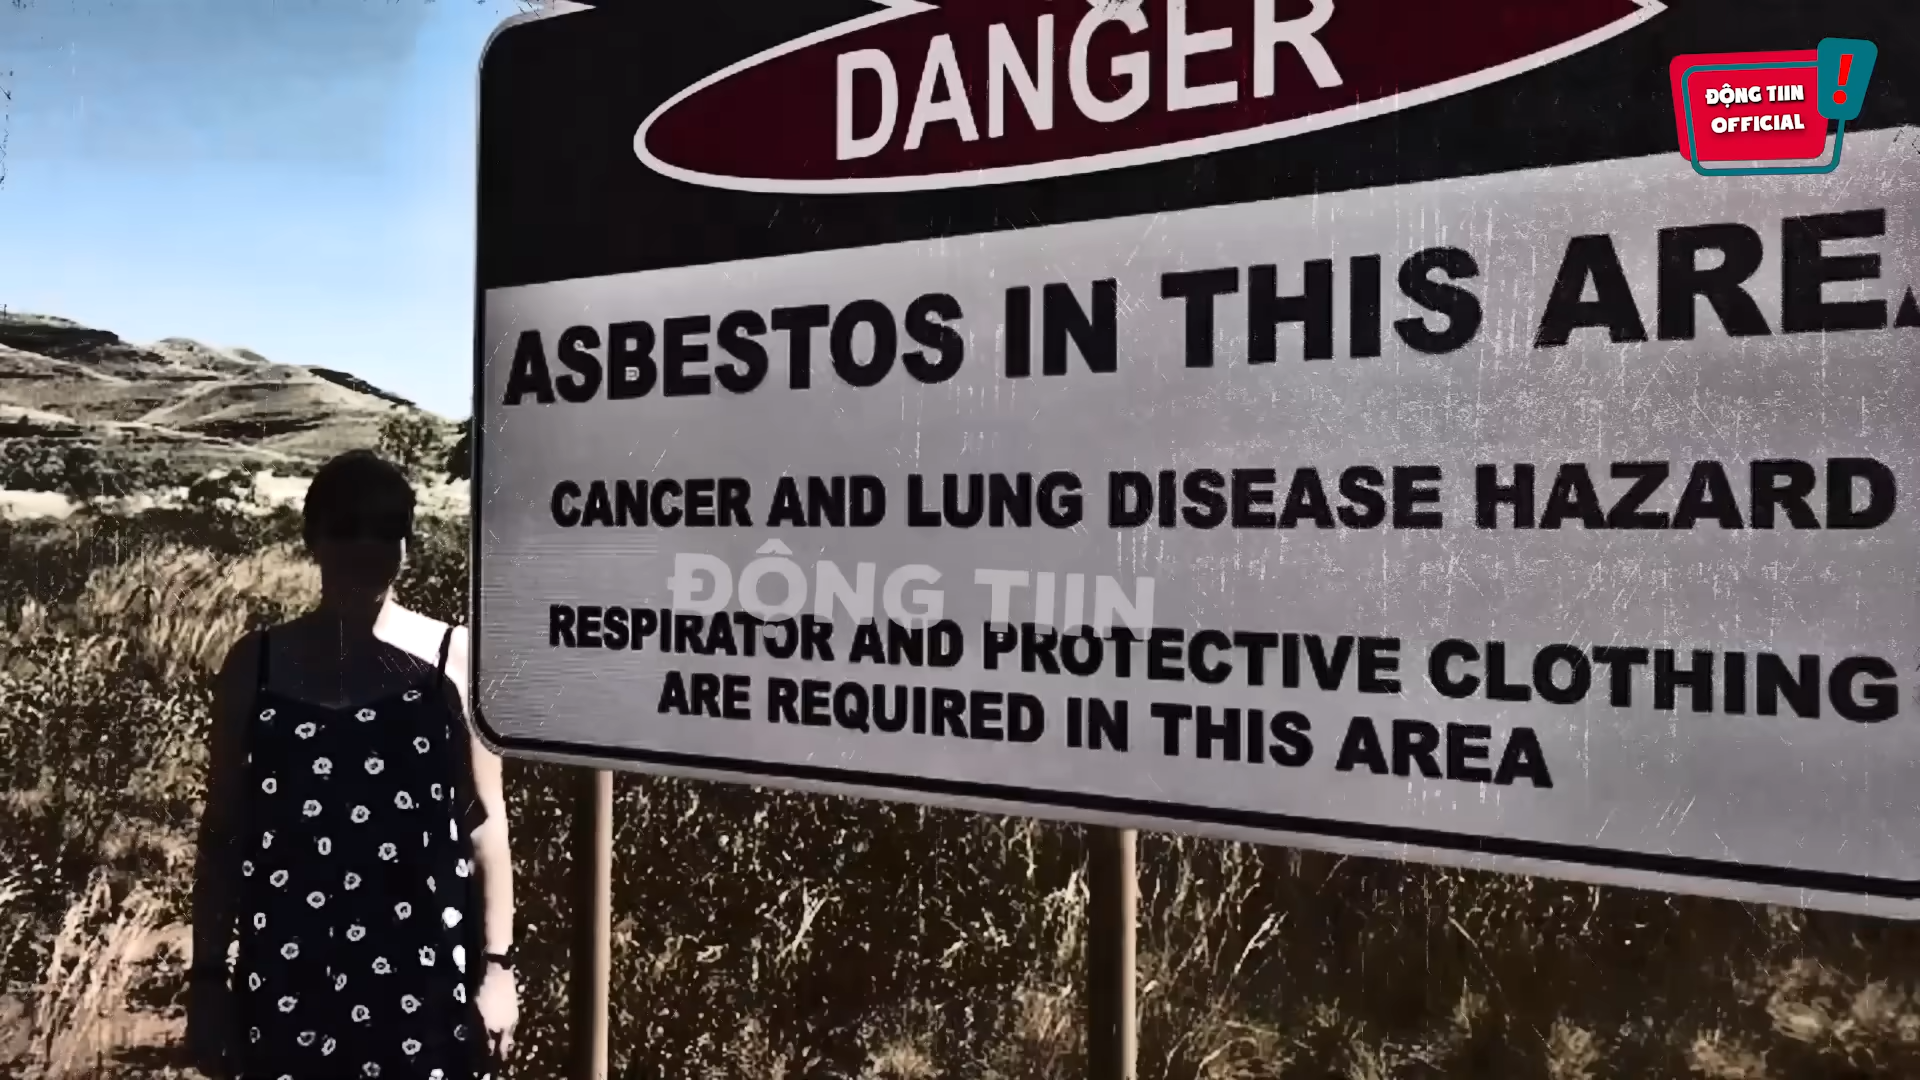 DANGER
ĐỘNG TIIN
OFFICIAL
!
ASBESTOS IN THIS AREA
CANCER AND LUNG DISEASE HAZARD
ĐỘNG TIIN
RESPIRATOR AND PROTECTIVE CLOTHING
ARE REQUIRED IN THIS AREA